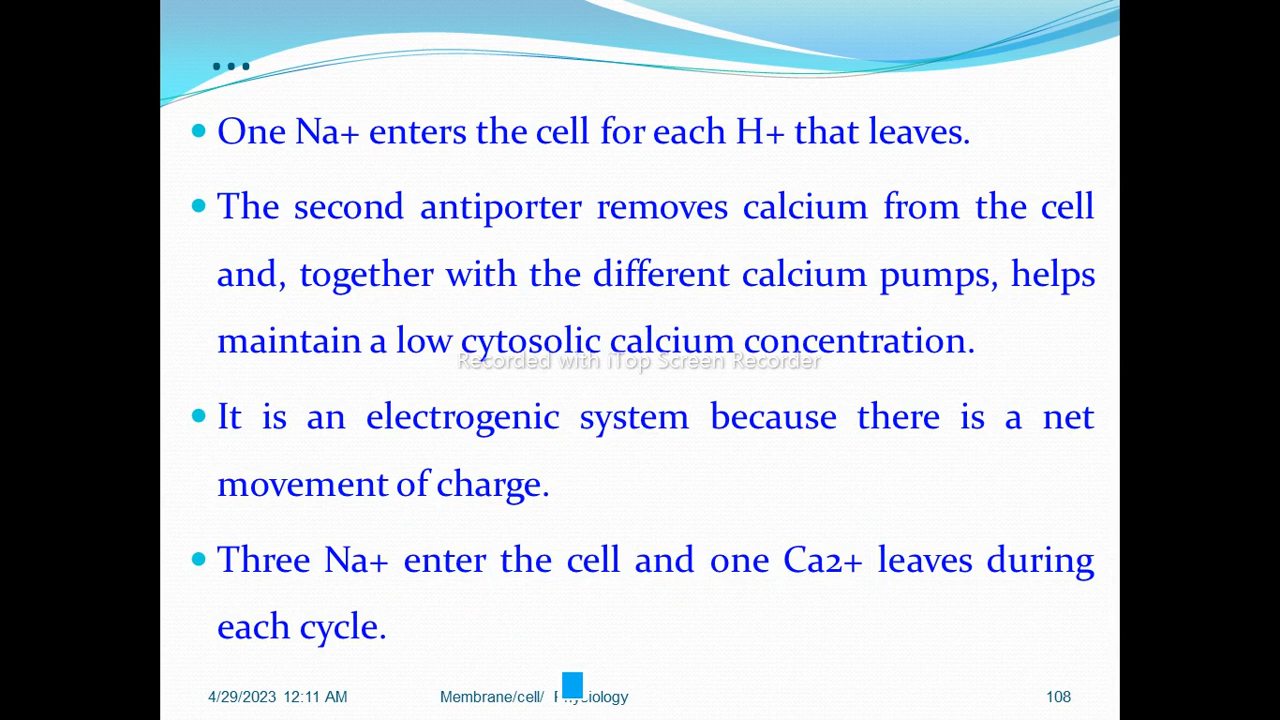 ...
One Na+ enters the cell for each H+ that leaves.
The second antiporter removes calcium from the cell
and, together with the different calcium pumps, helps
maintain a low cytosolic calcium concentration.
Recorded with iTop Screen Recorder
It is an electrogenic system because there is a net
movement of charge.
Three Na+ enter the cell and one Ca2+ leaves during
each cycle.
4/29/2023 12:11 AM Membrane/cell/ 108